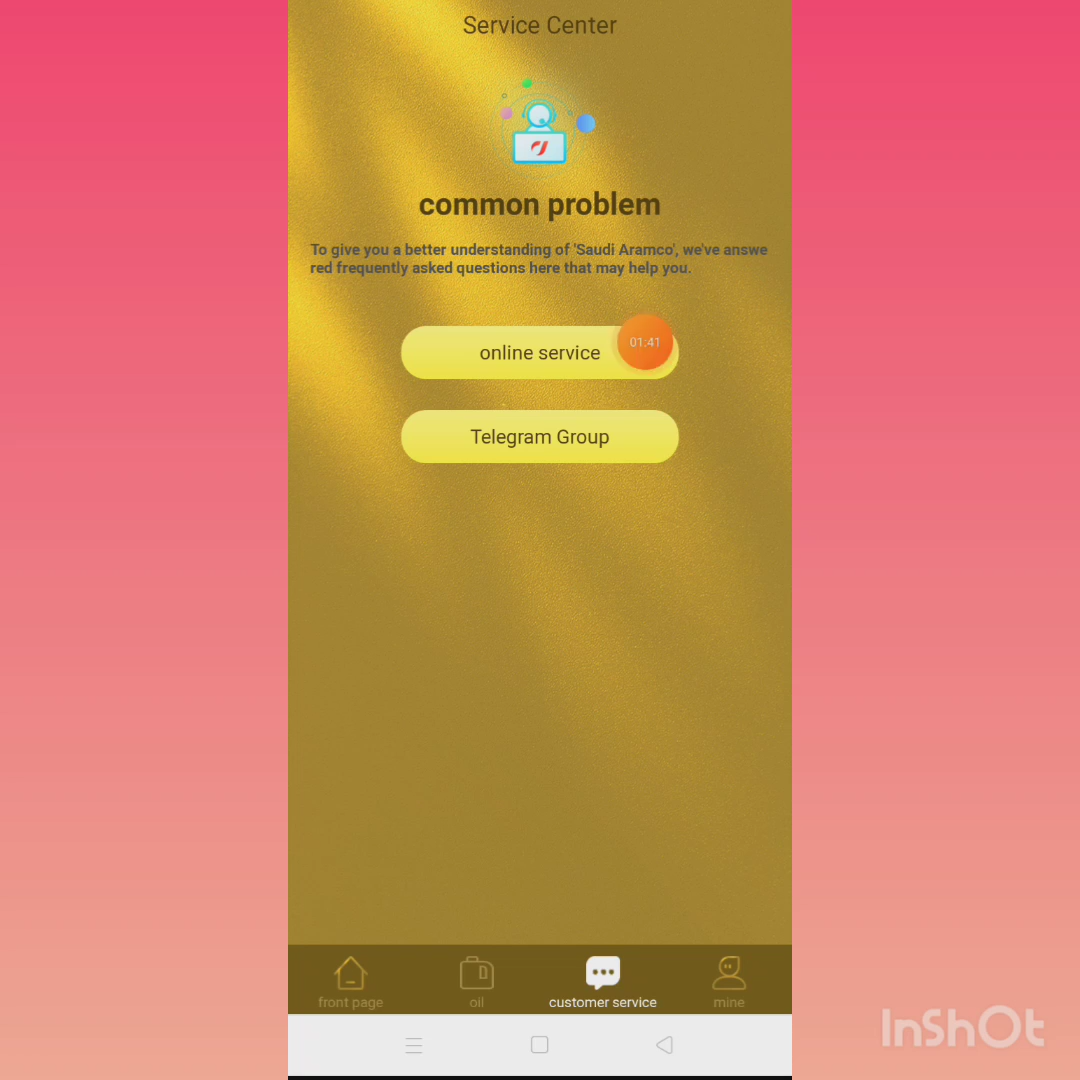 Service Center
common problem
To give you a better understanding of 'Saudi Aramco', we've answe
red frequently asked questions here that may help you.
online service
01:41
Telegram Group
front page
oil
customer service
mine
InShOt